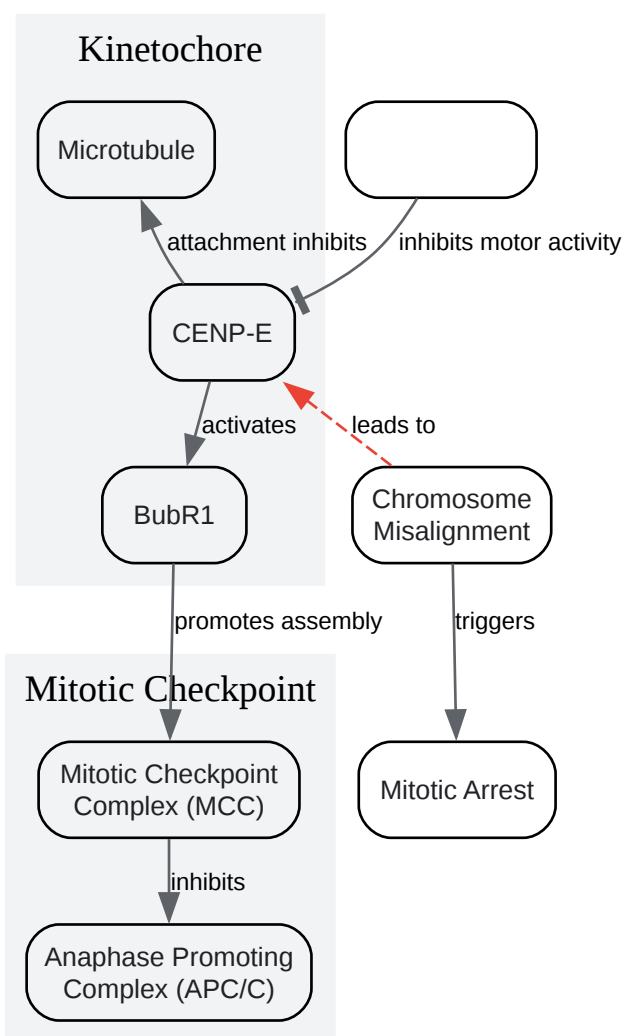 Kinetochore
Microtubule
attachment inhibits
inhibits motor activity
CENP-E
activates
leads to
BubR1
Chromosome
Misalignment
promotes assembly
triggers
Mitotic Checkpoint
Mitotic Checkpoint
Complex (MCC)
Mitotic Arrest
inhibits
Anaphase Promoting
Complex (APC/C)